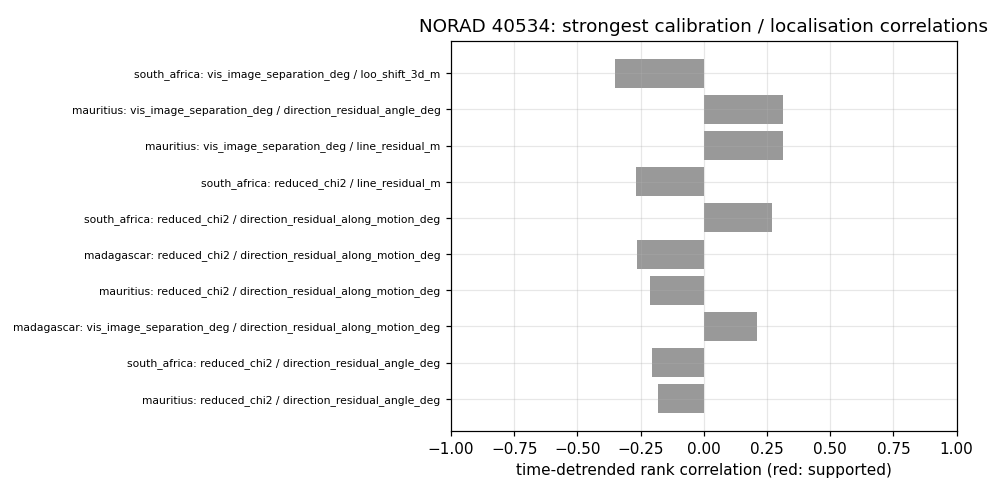 NORAD 40534: strongest calibration / localisation correlations
south_africa: vis_image_separation_deg / loo_shift_3d_m
mauritius: vis_image_separation_deg / direction_residual_angle_deg
mauritius: vis_image_separation_deg / line_residual_m
south_africa: reduced_chi2 / line_residual_m
south_africa: reduced_chi2 / direction_residual_along_motion_deg
madagascar: reduced_chi2 / direction_residual_along_motion_deg
mauritius: reduced_chi2 / direction_residual_along_motion_deg
madagascar: vis_image_separation_deg / direction_residual_along_motion_deg
south_africa: reduced_chi2 / direction_residual_angle_deg
mauritius: reduced_chi2 / direction_residual_angle_deg
−1.00 −0.75 −0.50 −0.25 0.00 0.25 0.50 0.75 1.00
time-detrended rank correlation (red: supported)